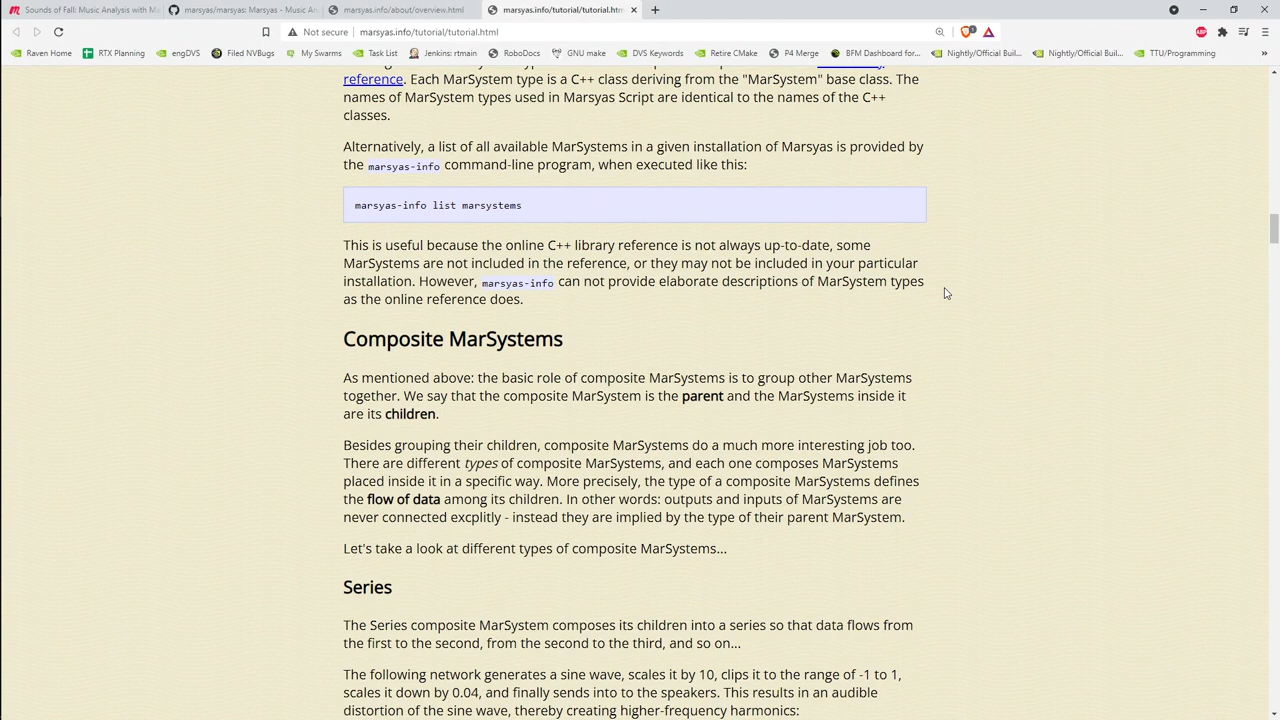 Sounds of Fall: Music Analysis with Ma
marsyas/marsyas: Marsyas - Music An
marsyas.info/about/overview.html
marsyas.info/tutorial/tutorial.htm
Not secure
marsyas.info/tutorial/tutorial.html
Raven Home
RTX Planning
engDVS
Filed NVBugs
My Swarms
Task List
Jenkins: rtmain
RoboDocs
GNU make
DVS Keywords
Retire CMake
P4 Merge
BFM Dashboard for...
Nightly/Official Buil...
Nightly/Official Buil...
TTU/Programming
reference. Each MarSystem type is a C++ class deriving from the "MarSystem" base class. The
names of MarSystem types used in Marsyas Script are identical to the names of the C++
classes.
Alternatively, a list of all available MarSystems in a given installation of Marsyas is provided by
the marsyas-info command-line program, when executed like this:
marsyas-info list marsystems
This is useful because the online C++ library reference is not always up-to-date, some
MarSystems are not included in the reference, or they may not be included in your particular
installation. However, marsyas-info can not provide elaborate descriptions of MarSystem types
as the online reference does.
Composite MarSystems
As mentioned above: the basic role of composite MarSystems is to group other MarSystems
together. We say that the composite MarSystem is the parent and the MarSystems inside it
are its children.
Besides grouping their children, composite MarSystems do a much more interesting job too.
There are different types of composite MarSystems, and each one composes MarSystems
placed inside it in a specific way. More precisely, the type of a composite MarSystems defines
the flow of data among its children. In other words: outputs and inputs of MarSystems are
never connected excplitly - instead they are implied by the type of their parent MarSystem.
Let's take a look at different types of composite MarSystems...
Series
The Series composite MarSystem composes its children into a series so that data flows from
the first to the second, from the second to the third, and so on...
The following network generates a sine wave, scales it by 10, clips it to the range of -1 to 1,
scales it down by 0.04, and finally sends into to the speakers. This results in an audible
distortion of the sine wave, thereby creating higher-frequency harmonics: